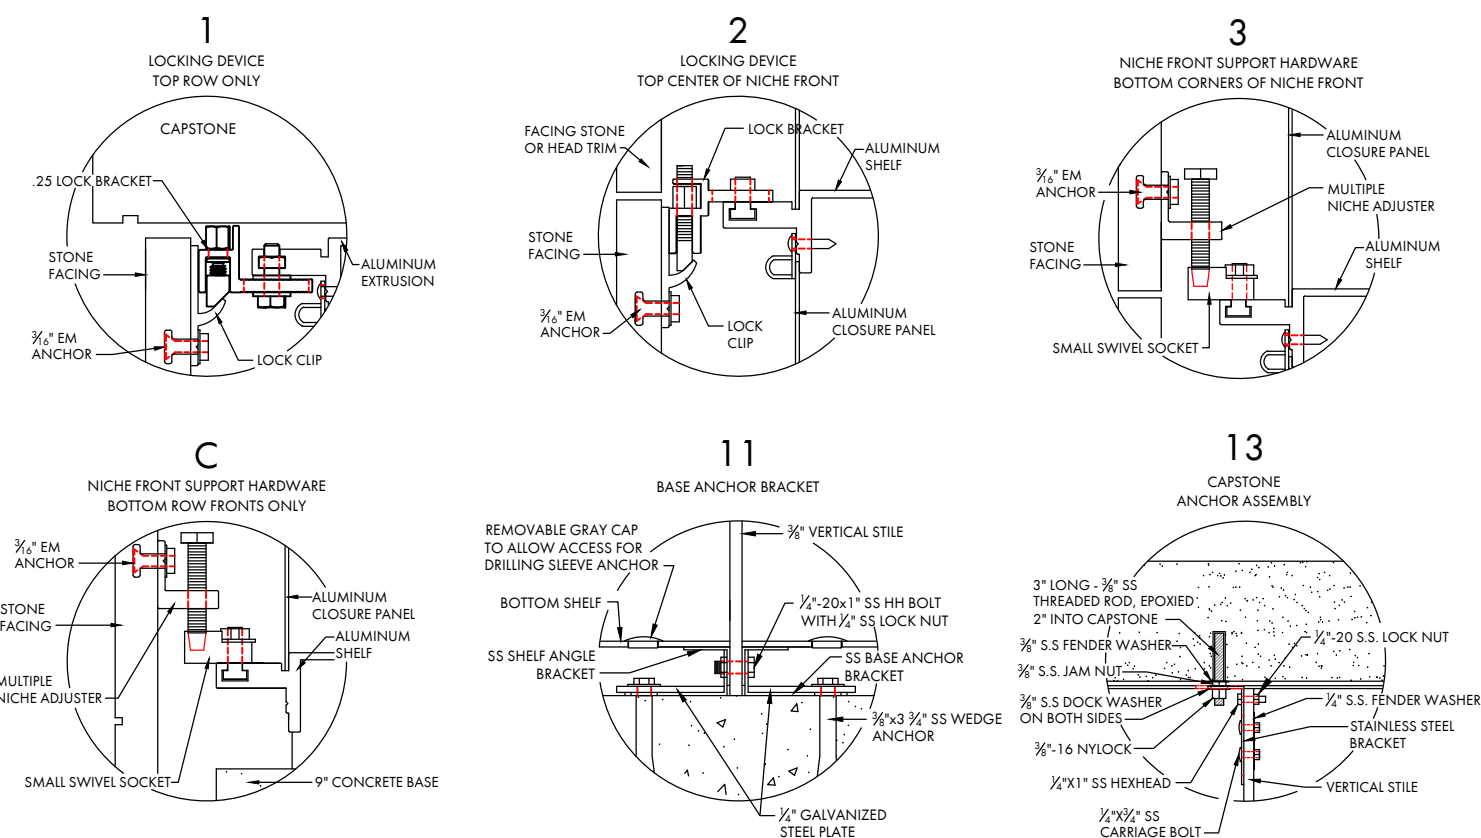 1
LOCKING DEVICE
TOP ROW ONLY
CAPSTONE
.25 LOCK BRACKET
STONE
FACING
ALUMINUM
EXTRUSION
3/16" EM
ANCHOR
LOCK CLIP
2
LOCKING DEVICE
TOP CENTER OF NICHE FRONT
FACING STONE
OR HEAD TRIM
LOCK BRACKET
ALUMINUM
SHELF
STONE
FACING
3/16" EM
ANCHOR
LOCK
CLIP
ALUMINUM
CLOSURE PANEL
3
NICHE FRONT SUPPORT HARDWARE
BOTTOM CORNERS OF NICHE FRONT
ALUMINUM
CLOSURE PANEL
3/16" EM
ANCHOR
MULTIPLE
NICHE ADJUSTER
STONE
FACING
ALUMINUM
SHELF
SMALL SWIVEL SOCKET
C
NICHE FRONT SUPPORT HARDWARE
BOTTOM ROW FRONTS ONLY
3/16" EM
ANCHOR
STONE
FACING
ALUMINUM
CLOSURE PANEL
ALUMINUM
SHELF
MULTIPLE
NICHE ADJUSTER
SMALL SWIVEL SOCKET
9" CONCRETE BASE
11
BASE ANCHOR BRACKET
REMOVABLE GRAY CAP
TO ALLOW ACCESS FOR
DRILLING SLEEVE ANCHOR
3/8" VERTICAL STILE
BOTTOM SHELF
1/4"-20x1" SS HH BOLT
WITH 1/4" SS LOCK NUT
SS SHELF ANGLE
BRACKET
SS BASE ANCHOR
BRACKET
3/8"x3 3/4" SS WEDGE
ANCHOR
1/4" GALVANIZED
STEEL PLATE
13
CAPSTONE
ANCHOR ASSEMBLY
3" LONG - 3/8" SS
THREADED ROD, EPOXIED
2" INTO CAPSTONE
3/8" S.S FENDER WASHER
3/8" S.S. JAM NUT
3/8" S.S DOCK WASHER
ON BOTH SIDES
3/8"-16 NYLOCK
1/4"X1" SS HEXHEAD
1/4"X3/4" SS
CARRIAGE BOLT
1/4"-20 S.S. LOCK NUT
1/4" S.S. FENDER WASHER
STAINLESS STEEL
BRACKET
VERTICAL STILE